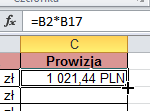 fx =B2*B17
C
Prowizja
zł 1 021,44 PLN
zł